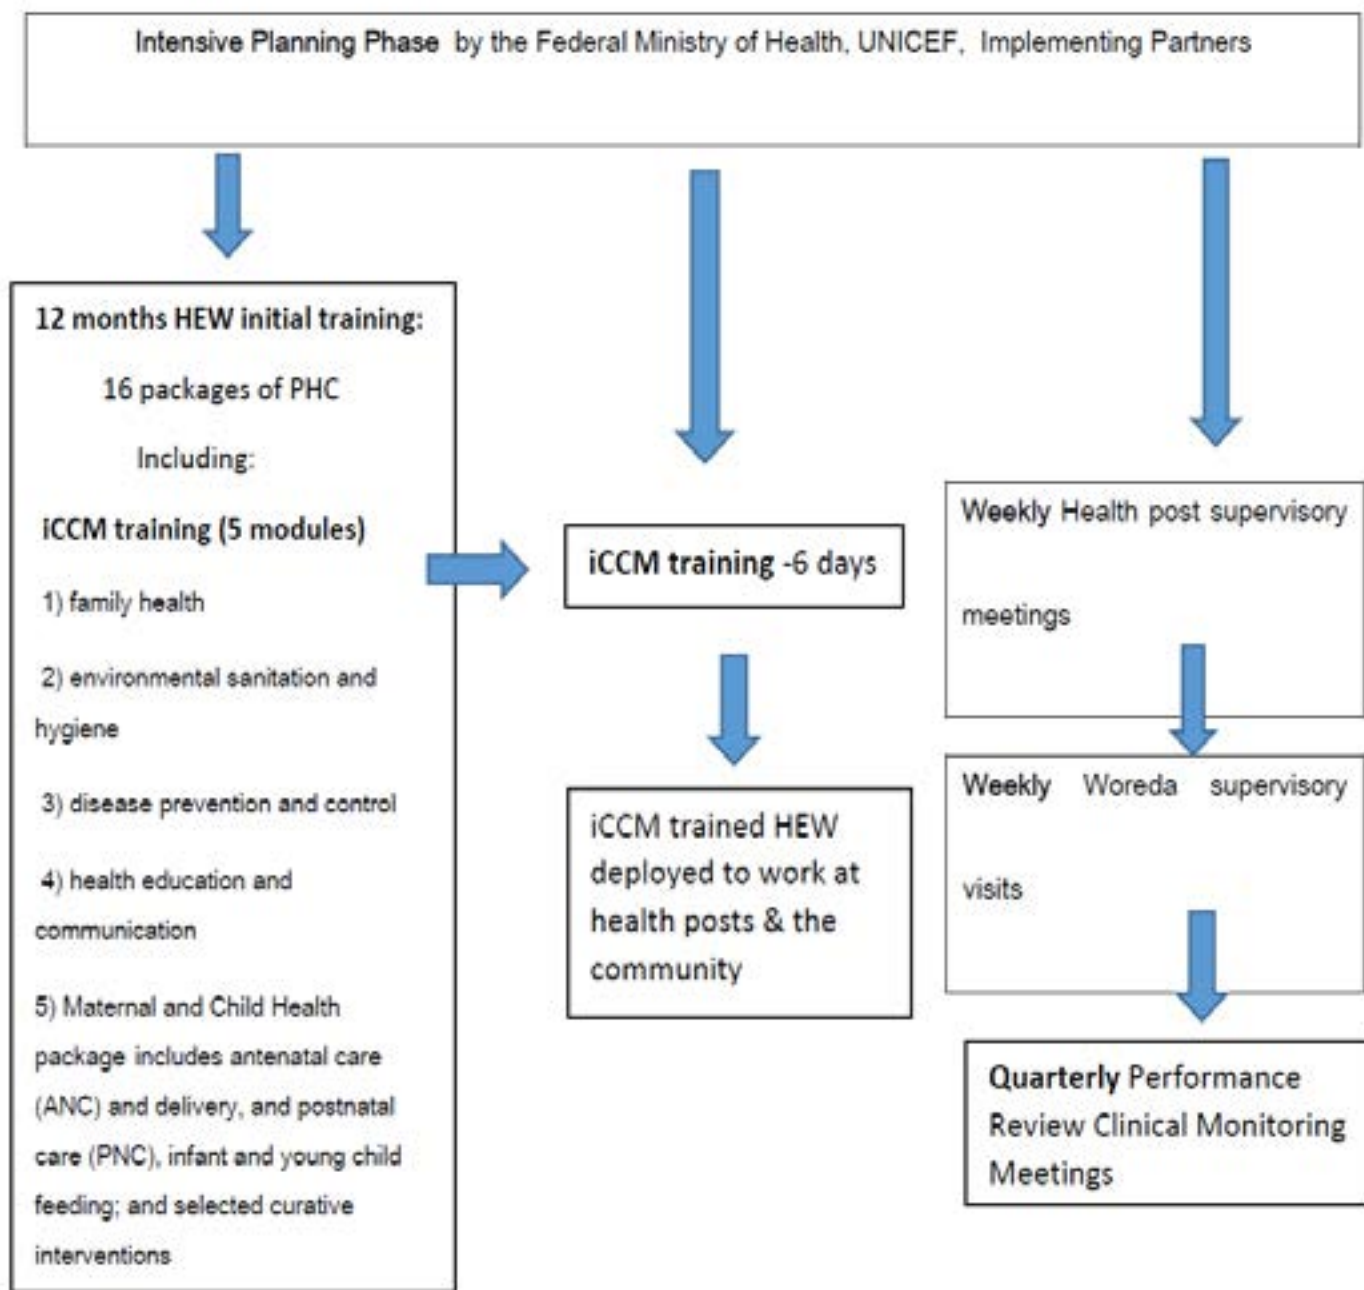 Intensive Planning Phase by the Federal Ministry of Health, UNICEF, Implementing Partners
12 months HEW initial training:
16 packages of PHC
Including:
iCCM training (5 modules)
1) family health
2) environmental sanitation and
hygiene
3) disease prevention and control
4) health education and
communication
5) Maternal and Child Health
package includes antenatal care
(ANC) and delivery, and postnatal
care (PNC), infant and young child
feeding; and selected curative
interventions
iCCM training -6 days
iCCM trained HEW
deployed to work at
health posts & the
community
Weekly Health post supervisory
meetings
Weekly Woreda supervisory
visits
Quarterly Performance
Review Clinical Monitoring
Meetings